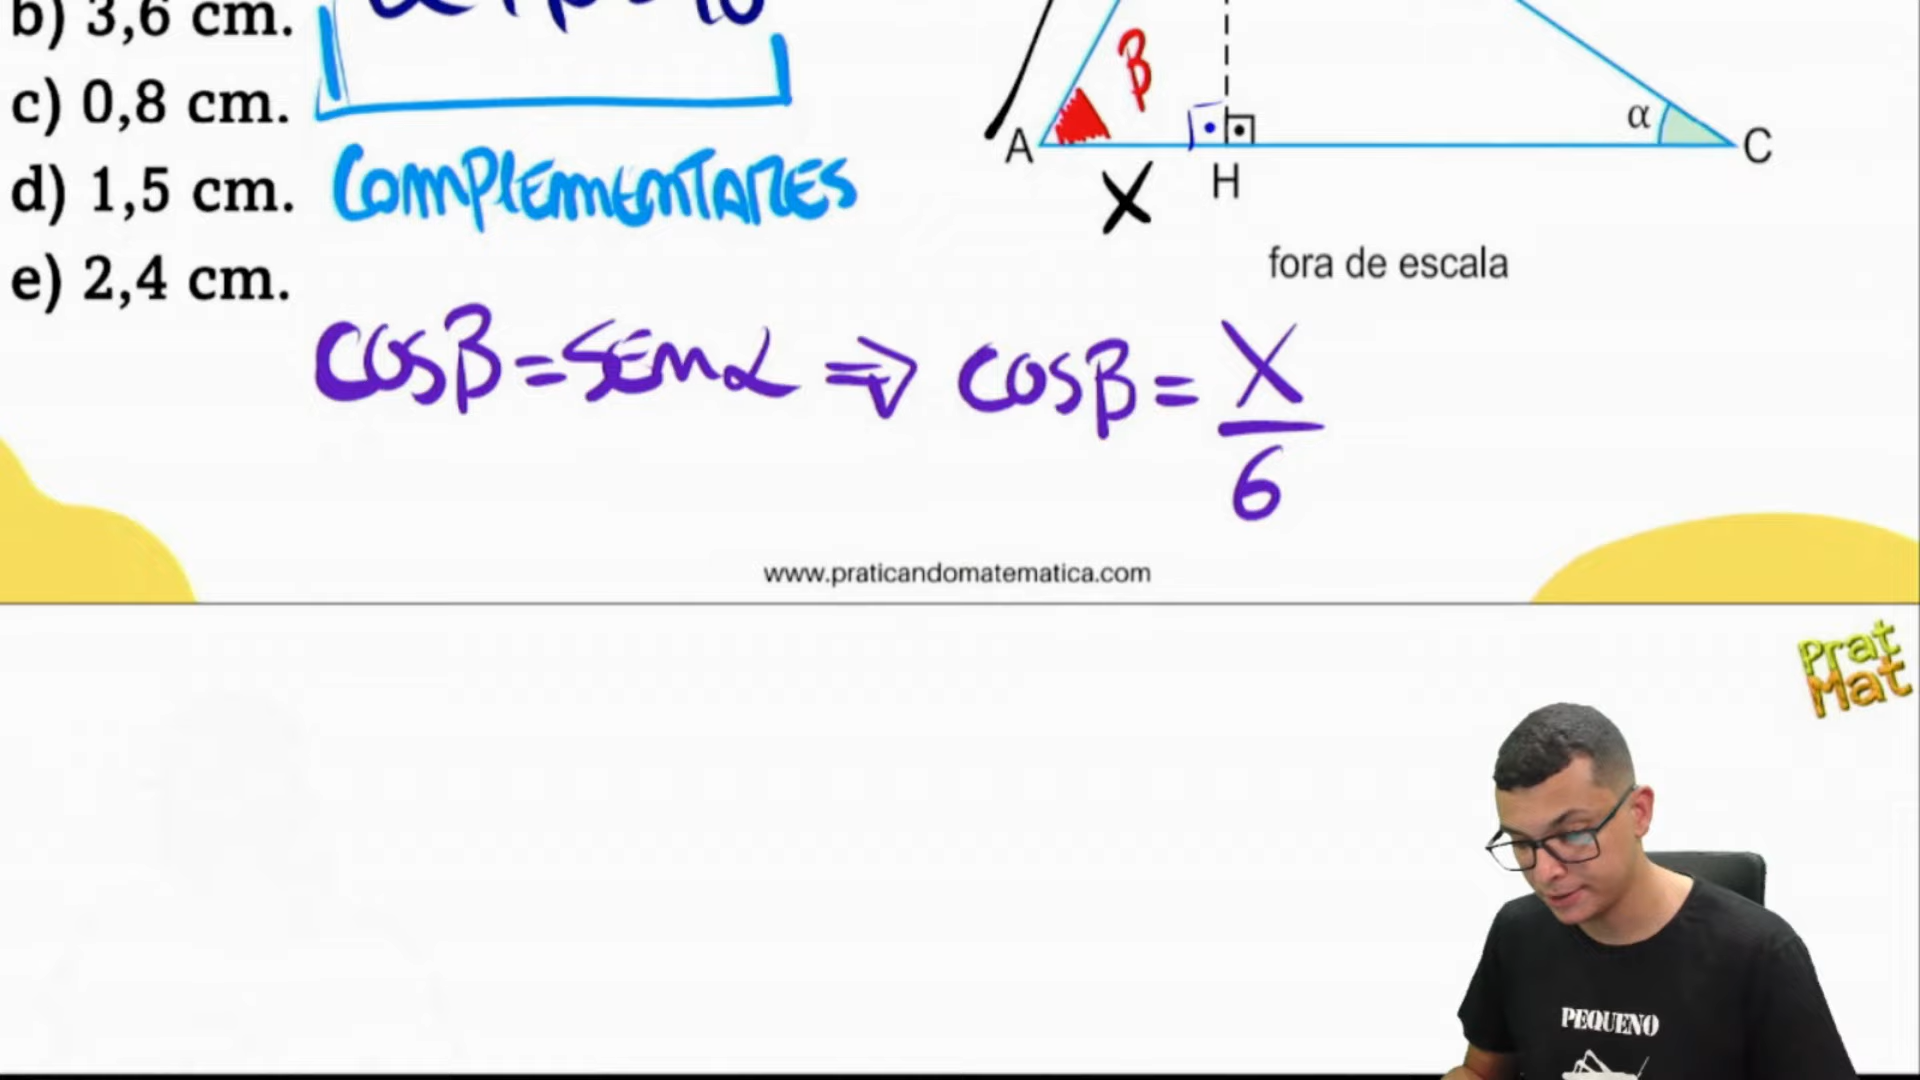 b) 3,6 cm.
c) 0,8 cm.
d) 1,5 cm.
e) 2,4 cm.
COMPLEMENTARES
β
α
A
H
C
X
fora de escala
COSβ = SENα ⇒ COSβ = X/6
www.praticandomatematica.com
Prat
Mat
PEQUENO